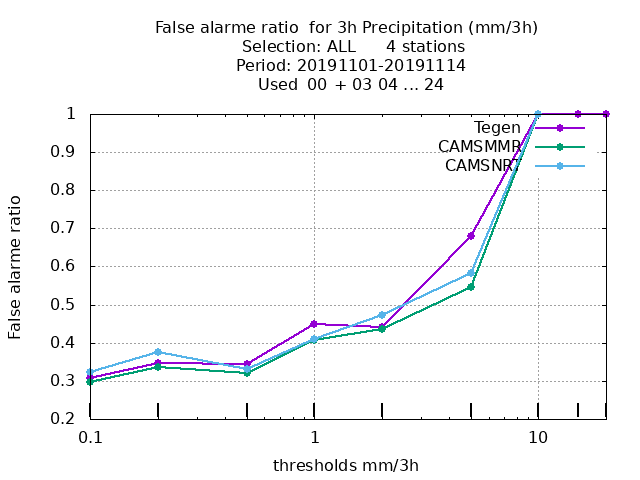 False alarme ratio  for 3h Precipitation (mm/3h)
Selection: ALL      4 stations
Period: 20191101-20191114
Used  00  + 03 04 ... 24
Tegen
CAMSMMR
CAMSNRT
1
0.9
0.8
0.7
0.6
0.5
0.4
0.3
0.2
False alarme ratio
0.1
1
10
thresholds mm/3h